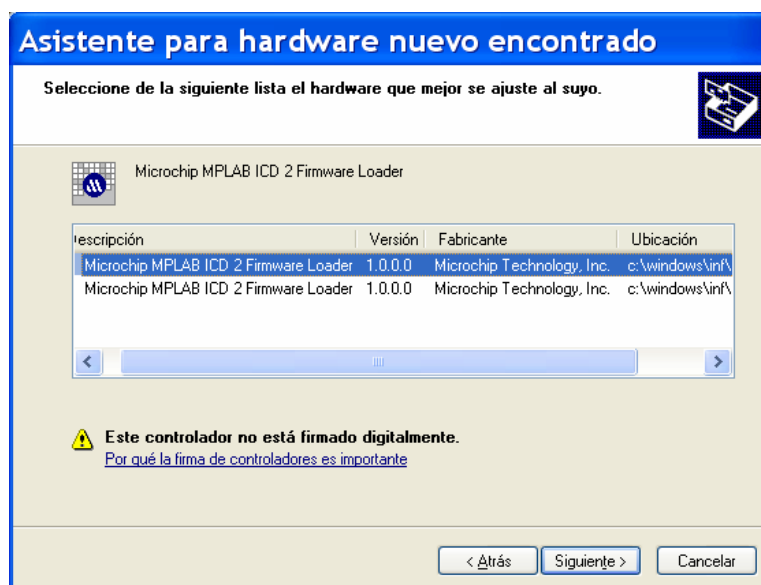 Asistente para hardware nuevo encontrado
Seleccione de la siguiente lista el hardware que mejor se ajuste al suyo.
Microchip MPLAB ICD 2 Firmware Loader
escripción Versión Fabricante Ubicación
Microchip MPLAB ICD 2 Firmware Loader 1.0.0.0 Microchip Technology, Inc. c:\windows\inf\
Microchip MPLAB ICD 2 Firmware Loader 1.0.0.0 Microchip Technology, Inc. c:\windows\inf\
Este controlador no está firmado digitalmente.
Por qué la firma de controladores es importante
< Atrás Siguiente > Cancelar